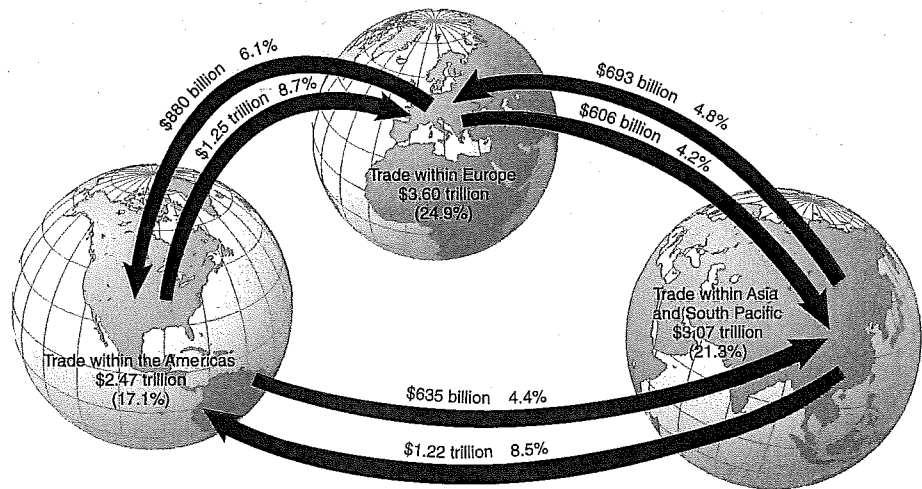 $880 billion 6.1%
$1.25 trillion 8.7%
$693 billion 4.8%
$606 billion 4.2%
Trade within Europe
$3.60 trillion
(24.9%)
Trade within Asia
and South Pacific
$3.07 trillion
(21.3%)
Trade within the Americas
$2.47 trillion
(17.1%)
$635 billion 4.4%
$1.22 trillion 8.5%